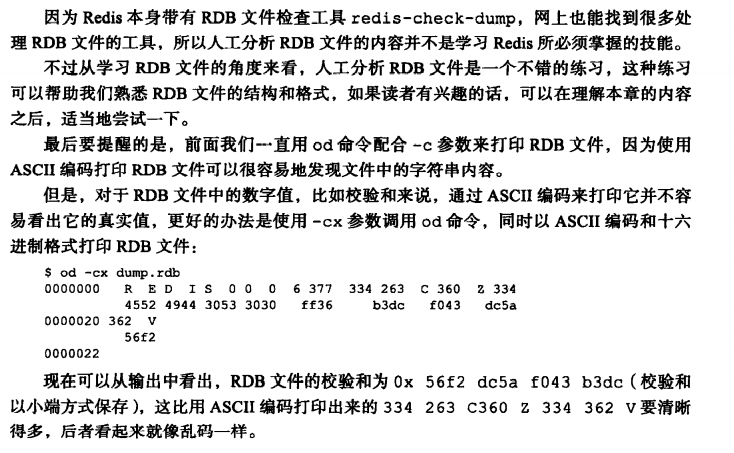 因为 Redis 本身带有 RDB 文件检查工具 redis-check-dump，网上也能找到很多处
理 RDB 文件的工具，所以人工分析 RDB 文件的内容并不是学习 Redis 所必须掌握的技能。
不过从学习 RDB 文件的角度来看，人工分析 RDB 文件是一个不错的练习，这种练习
可以帮助我们熟悉 RDB 文件的结构和格式，如果读者有兴趣的话，可以在理解本章的内容
之后，适当地尝试一下。
最后要提醒的是，前面我们一直用 od 命令配合 -c 参数来打印 RDB 文件，因为使用
ASCII 编码打印 RDB 文件可以很容易地发现文件中的字符串内容。
但是，对于 RDB 文件中的数字值，比如校验和来说，通过 ASCII 编码来打印它并不容
易看出它的真实值，更好的办法是使用 -cx 参数调用 od 命令，同时以 ASCII 编码和十六
进制格式打印 RDB 文件：
$ od -cx dump.rdb
0000000 R E D I S 0 0 0 6 377 334 263 C 360 Z 334
4552 4944 3053 3030 ff36 b3dc f043 dc5a
0000020 362 V
56f2
0000022
现在可以从输出中看出，RDB 文件的校验和为 0x 56f2 dc5a f043 b3dc（校验和
以小端方式保存），这比用 ASCII 编码打印出来的 334 263 C360 Z 334 362 V 要清晰
得多，后者看起来就像乱码一样。